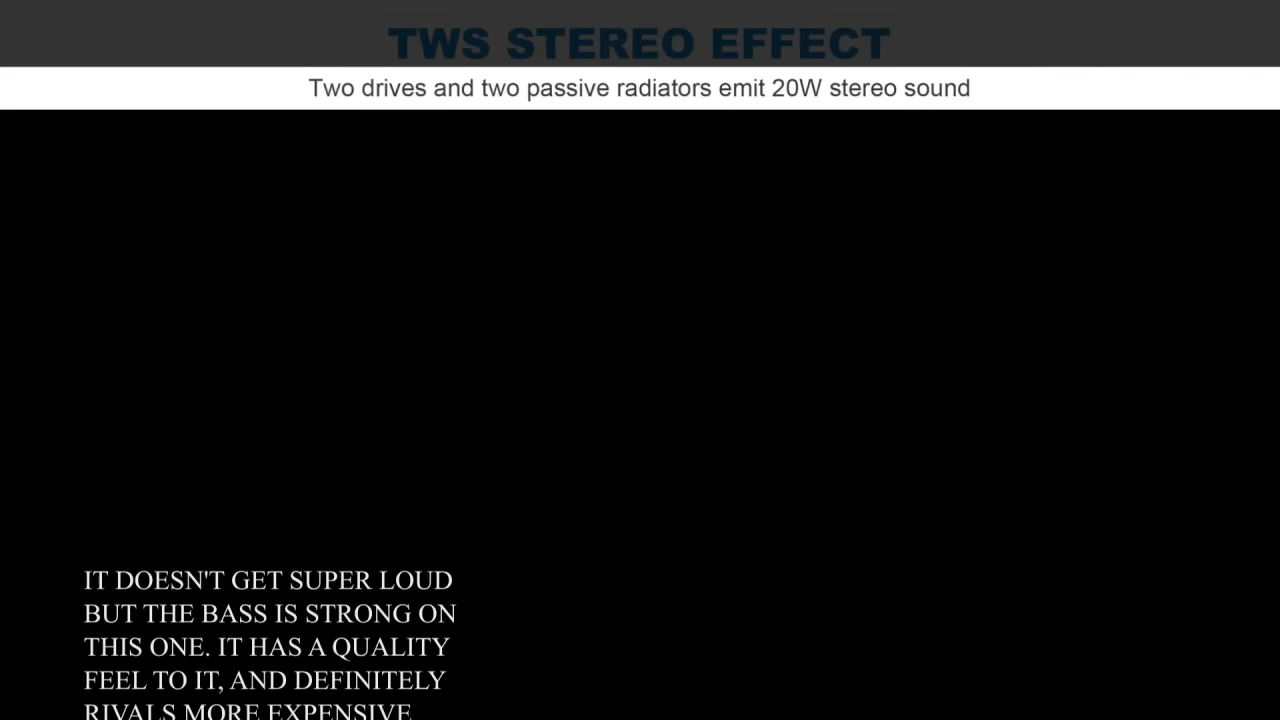 TWS STEREO EFFECT
Two drives and two passive radiators emit 20W stereo sound
IT DOESN'T GET SUPER LOUD
BUT THE BASS IS STRONG ON
THIS ONE. IT HAS A QUALITY
FEEL TO IT, AND DEFINITELY
RIVALS MORE EXPENSIVE